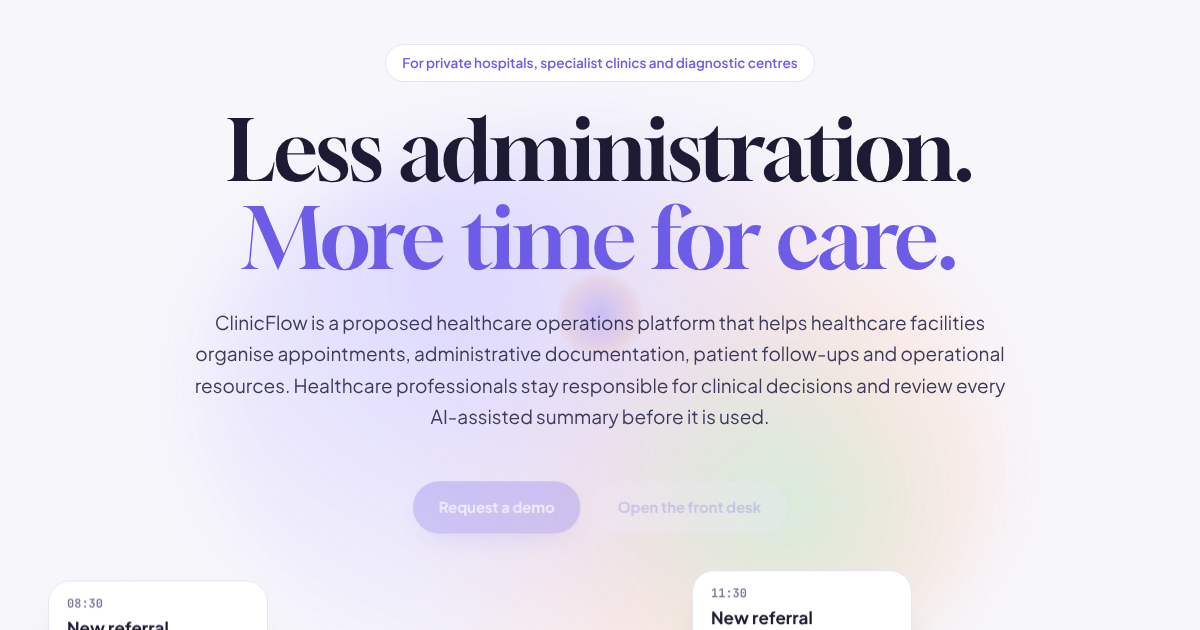 For private hospitals, specialist clinics and diagnostic centres
Less administration.
More time for care.
ClinicFlow is a proposed healthcare operations platform that helps healthcare facilities
organise appointments, administrative documentation, patient follow-ups and operational
resources. Healthcare professionals stay responsible for clinical decisions and review every
AI-assisted summary before it is used.
Request a demo
Open the front desk
08:30
New referral
11:30
New referral